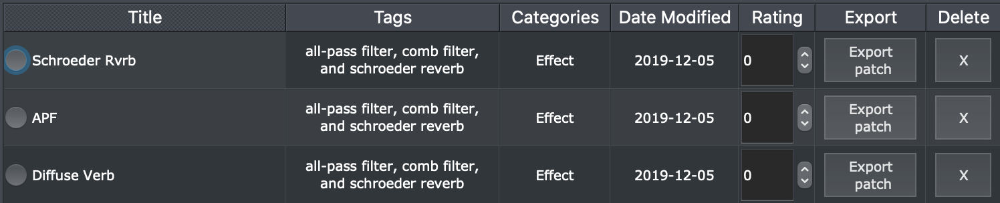 Title Tags Categories Date Modified Rating Export Delete
Schroeder Rvrb all-pass filter, comb filter, and schroeder reverb Effect 2019-12-05 0 Export patch X
APF all-pass filter, comb filter, and schroeder reverb Effect 2019-12-05 0 Export patch X
Diffuse Verb all-pass filter, comb filter, and schroeder reverb Effect 2019-12-05 0 Export patch X